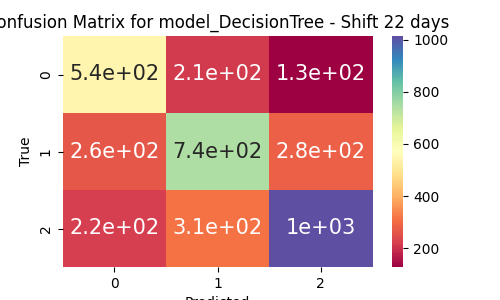 onfusion Matrix for model_DecisionTree - Shift 22 days
0 5.4e+02 2.1e+02 1.3e+02
1 2.6e+02 7.4e+02 2.8e+02
2 2.2e+02 3.1e+02 1e+03
True
0 1 2
Predicted
1000
800
600
400
200